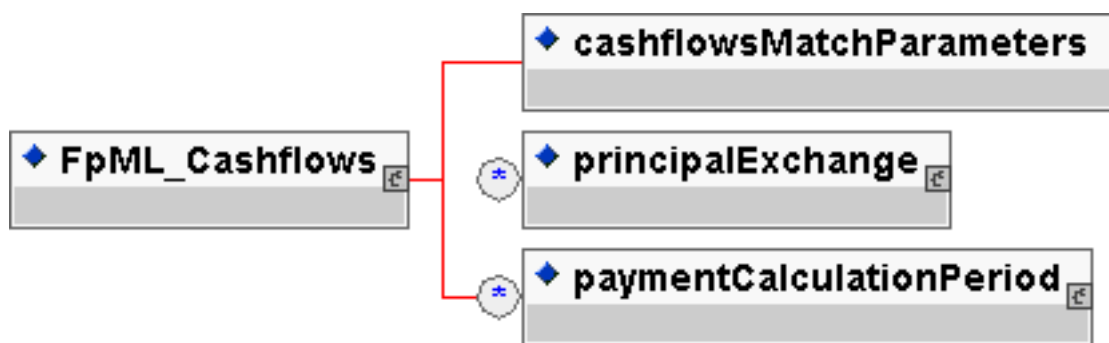 cashflowsMatchParameters
FpML_Cashflows
*
principalExchange
*
paymentCalculationPeriod